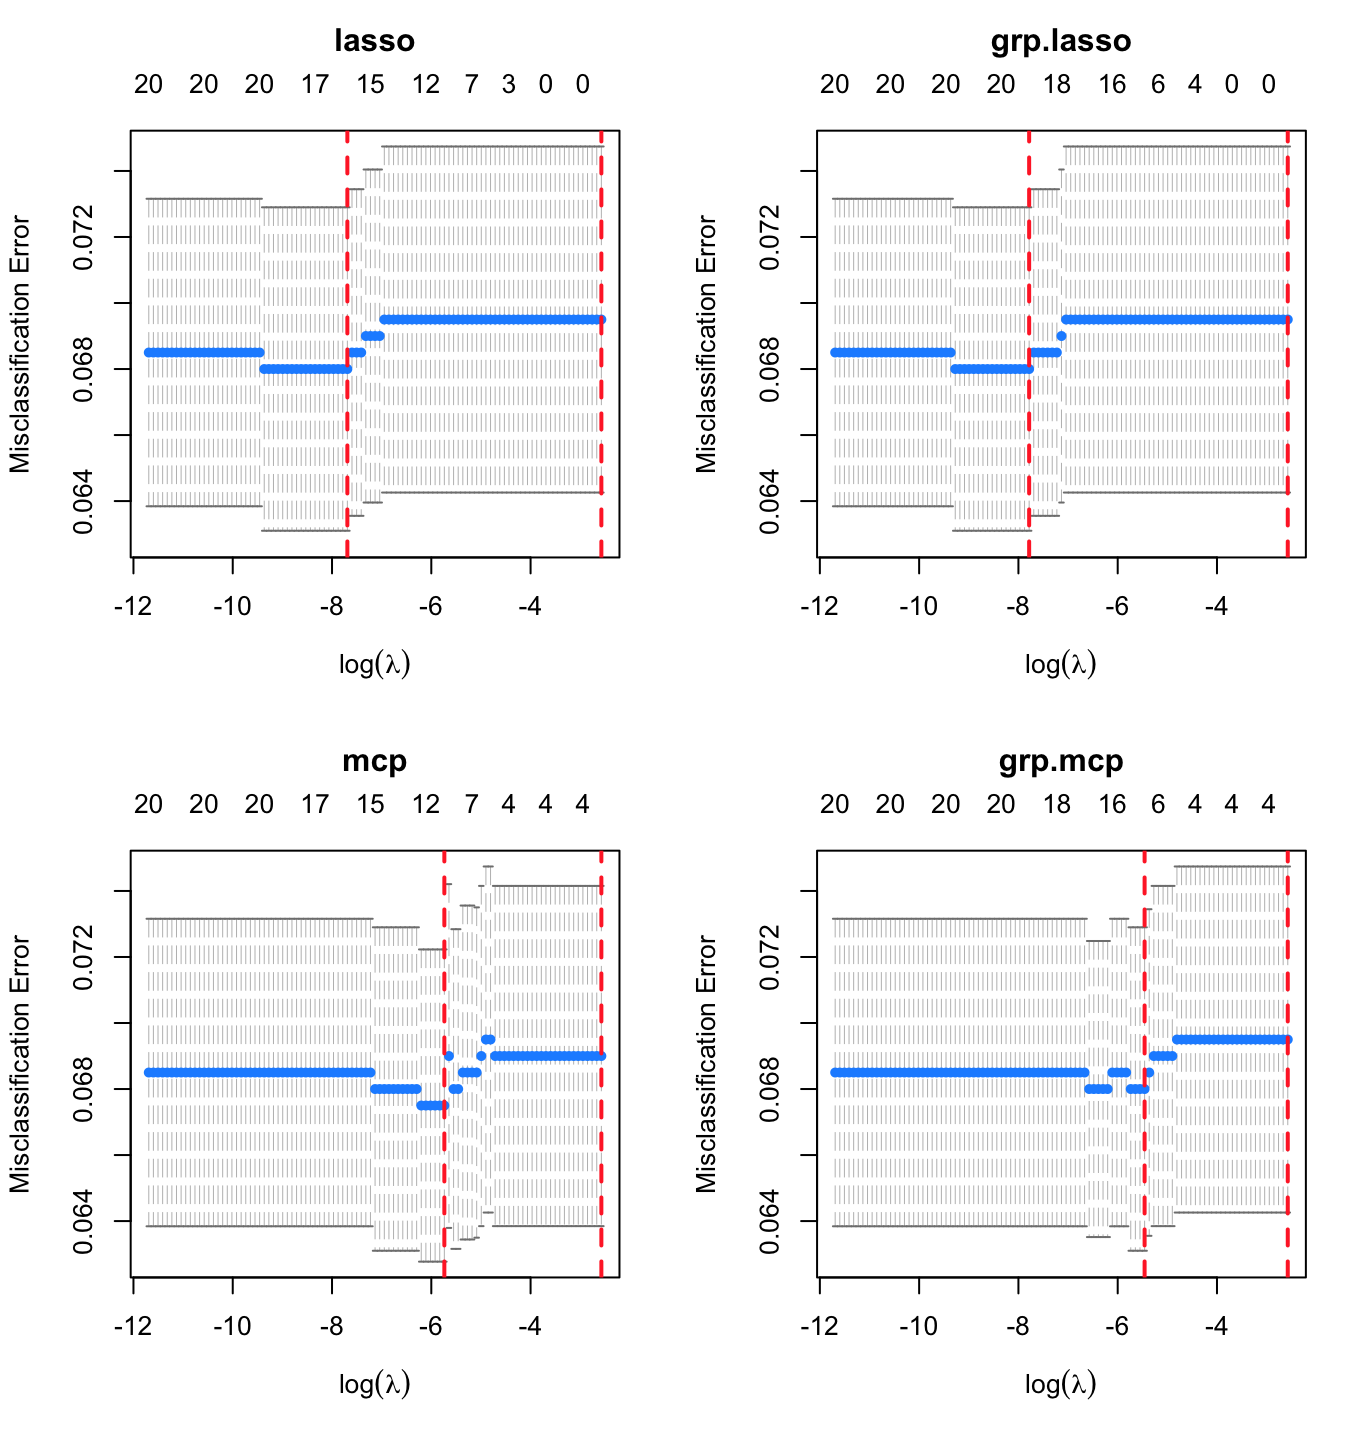 lasso
20 20 20 17 15 12 7 3 0 0
Misclassification Error
0.064 0.068 0.072
-12 -10 -8 -6 -4
log(λ)
grp.lasso
20 20 20 20 18 16 6 4 0 0
Misclassification Error
0.064 0.068 0.072
-12 -10 -8 -6 -4
log(λ)
mcp
20 20 20 17 15 12 7 4 4 4
Misclassification Error
0.064 0.068 0.072
-12 -10 -8 -6 -4
log(λ)
grp.mcp
20 20 20 20 18 16 6 4 4 4
Misclassification Error
0.064 0.068 0.072
-12 -10 -8 -6 -4
log(λ)